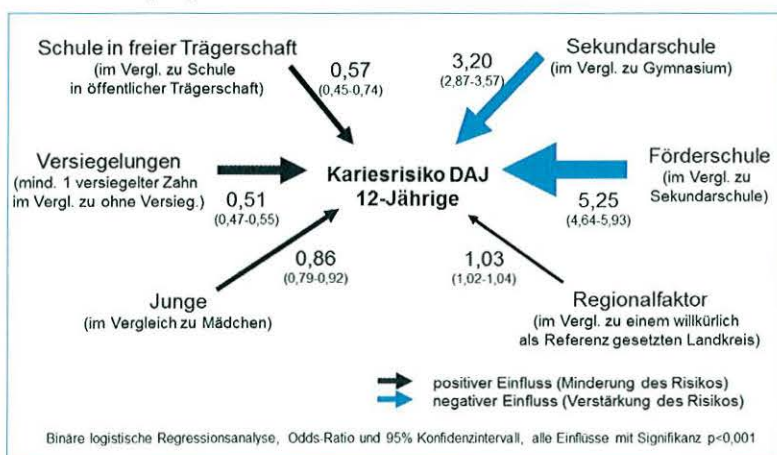 Schule in freier Trägerschaft
(im Vergl. zu Schule
in öffentlicher Trägerschaft)
0,57
(0,45-0,74)
3,20
(2,87-3,57)
Sekundarschule
(im Vergl. zu Gymnasium)
Versiegelungen
(mind. 1 versiegelter Zahn
im Vergl. zu ohne Versieg.)
0,51
(0,47-0,55)
Kariesrisiko DAJ
12-Jährige
Förderschule
(im Vergl. zu
Sekundarschule)
5,25
(4,64-5,93)
Junge
(im Vergleich zu Mädchen)
0,86
(0,79-0,92)
1,03
(1,02-1,04)
Regionalfaktor
(im Vergl. zu einem willkürlich
als Referenz gesetzten Landkreis)
positiver Einfluss (Minderung des Risikos)
negativer Einfluss (Verstärkung des Risikos)
Binäre logistische Regressionsanalyse, Odds-Ratio und 95% Konfidenzintervall, alle Einflüsse mit Signifikanz p<0,001